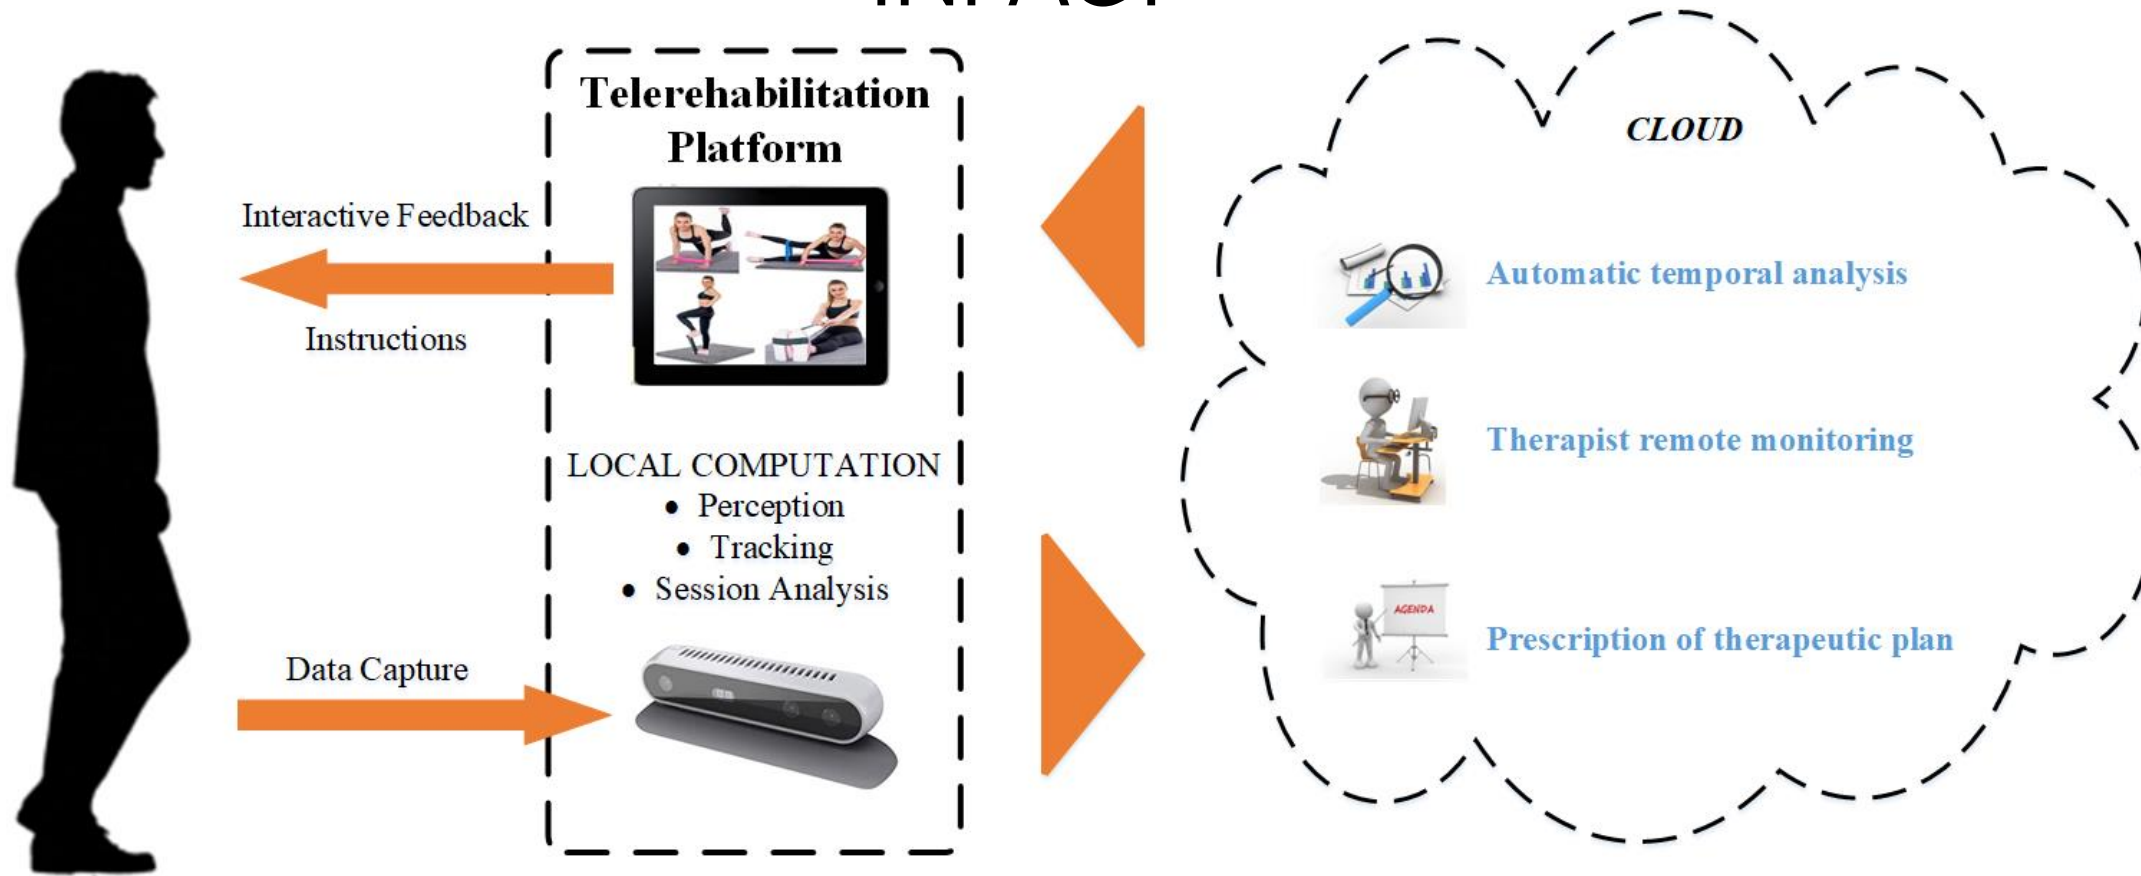 Telerehabilitation
Platform
Interactive Feedback
Instructions
LOCAL COMPUTATION
• Perception
• Tracking
• Session Analysis
Data Capture
CLOUD
Automatic temporal analysis
Therapist remote monitoring
AGENDA
Prescription of therapeutic plan